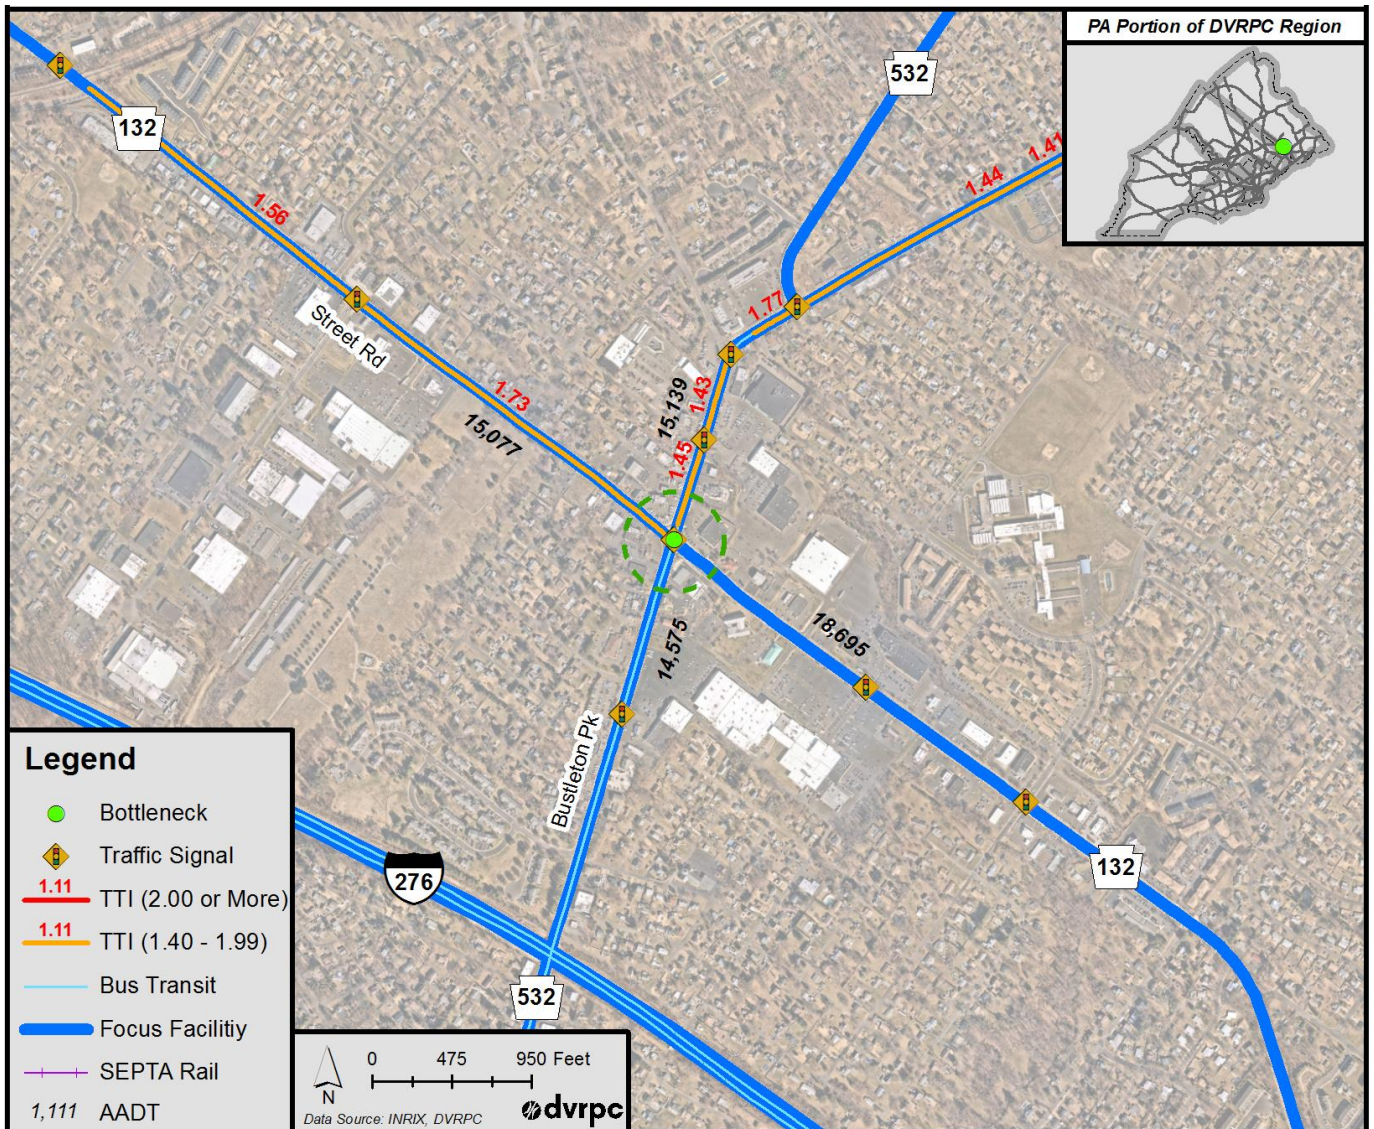 PA Portion of DVRPC Region
532
132
1.41
1.44
1.56
1.77
Street Rd
1.73
15,139
1.43
15,077
1.45
18,695
14,575
Bustleton Pk
132
276
532
Legend
Bottleneck
Traffic Signal
1.11 TTI (2.00 or More)
1.11 TTI (1.40 - 1.99)
Bus Transit
Focus Facilitiy
SEPTA Rail
1,111 AADT
0 475 950 Feet
N
Data Source: INRIX, DVRPC
dvrpc